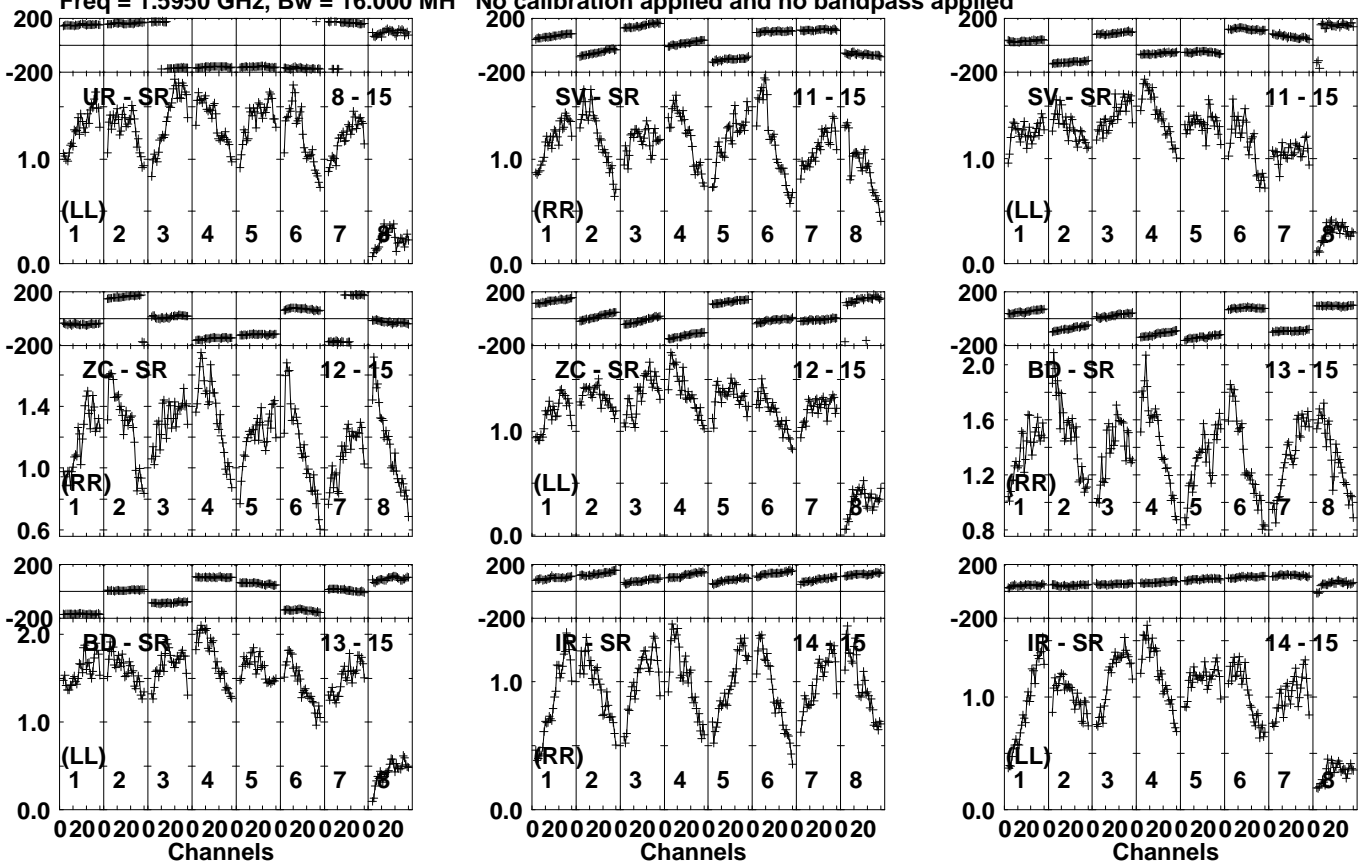 Freq = 1.5950 GHz, Bw = 16.000 MH No calibration applied and no bandpass applied
200 200 200
-200 -200 -200
UR - SR 8 - 15 SV - SR 11 - 15 SV - SR 11 - 15
1.0 1.0 1.0
(LL) (RR) (LL)
1 2 3 4 5 6 7 8 1 2 3 4 5 6 7 8 1 2 3 4 5 6 7 8
0.0 0.0 0.0
200 200 200
-200 -200 -200
ZC - SR 12 - 15 ZC - SR 12 - 15 2.0 BD - SR 13 - 15
1.4 1.0 1.6
1.0 1.2
(RR) (LL) (RR)
1 2 3 4 5 6 7 8 1 2 3 4 5 6 7 8 1 2 3 4 5 6 7 8
0.6 0.0 0.8
200 200 200
-200 -200 -200
2.0 BD - SR 13 - 15 IR - SR 14 - 15 IR - SR 14 - 15
1.0 1.0 1.0
(LL) (RR) (LL)
1 2 3 4 5 6 7 8 1 2 3 4 5 6 7 8 1 2 3 4 5 6 7 8
0.0 0.0 0.0
0 20 0 20 0 20 0 20 0 20 0 20 0 20 0 20 0 20 0 20 0 20 0 20 0 20 0 20 0 20 0 20 0 20 0 20 0 20 0 20 0 20 0 20 0 20 0 20
Channels Channels Channels